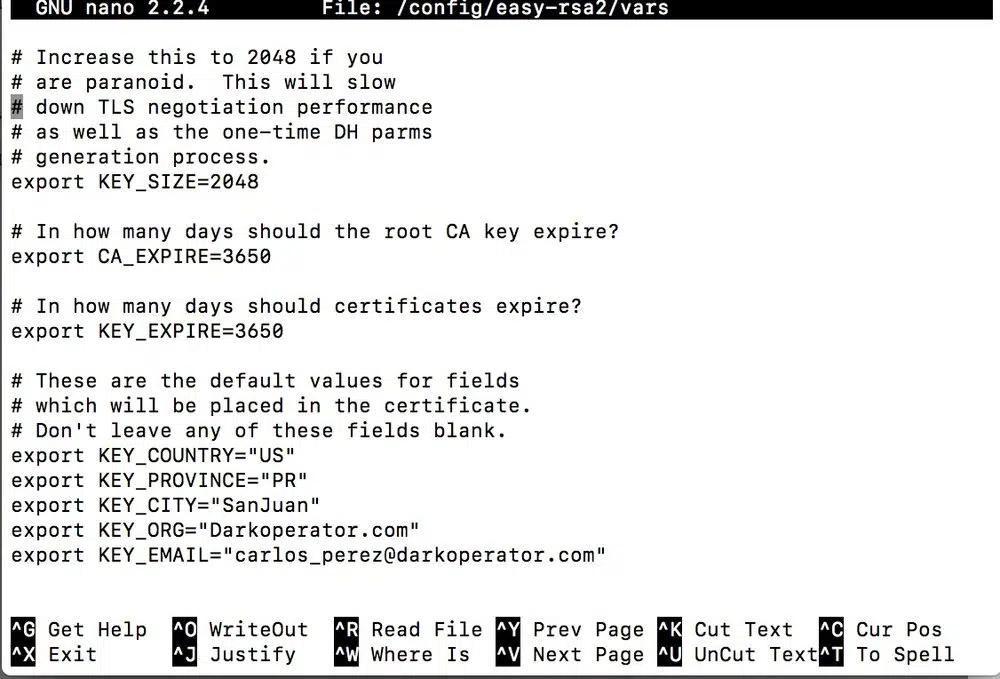 GNU nano 2.2.4 File: /config/easy-rsa2/vars
# Increase this to 2048 if you
# are paranoid.  This will slow
# down TLS negotiation performance
# as well as the one-time DH parms
# generation process.
export KEY_SIZE=2048
# In how many days should the root CA key expire?
export CA_EXPIRE=3650
# In how many days should certificates expire?
export KEY_EXPIRE=3650
# These are the default values for fields
# which will be placed in the certificate.
# Don't leave any of these fields blank.
export KEY_COUNTRY="US"
export KEY_PROVINCE="PR"
export KEY_CITY="SanJuan"
export KEY_ORG="Darkoperator.com"
export KEY_EMAIL="carlos_perez@darkoperator.com"
^G Get Help ^O WriteOut ^R Read File ^Y Prev Page ^K Cut Text ^C Cur Pos
^X Exit ^J Justify ^W Where Is ^V Next Page ^U UnCut Text ^T To Spell